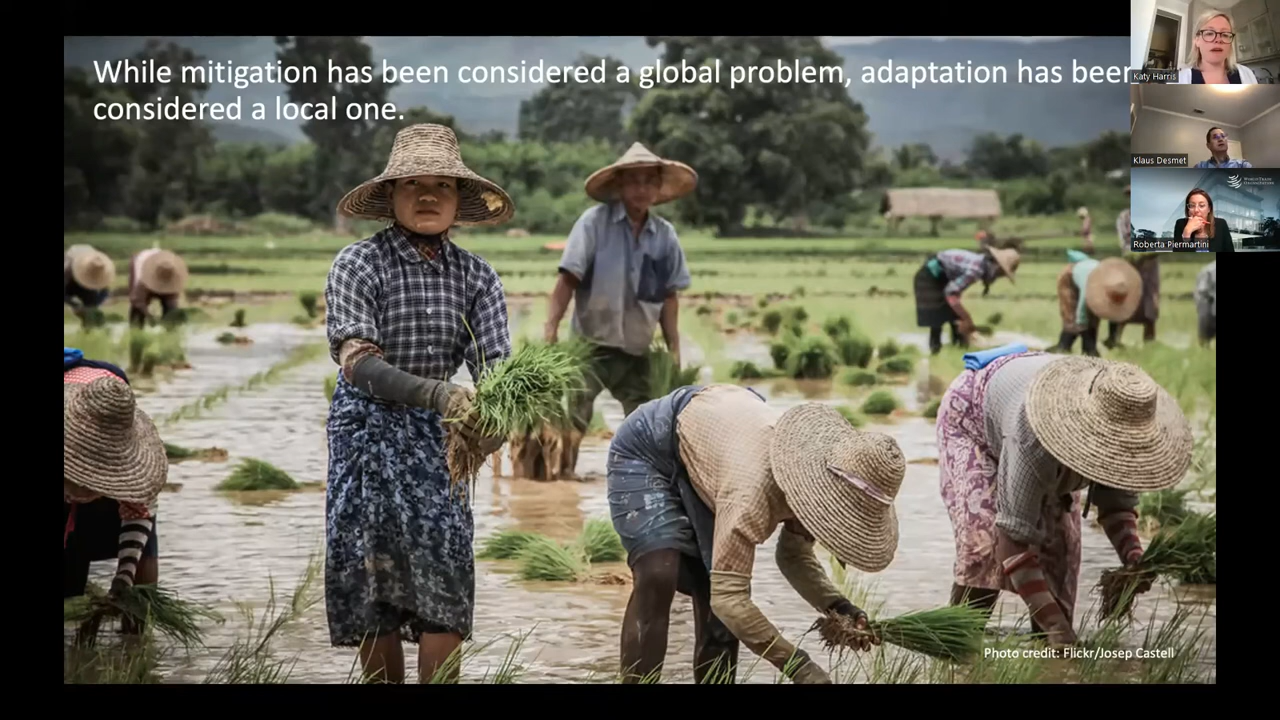 While mitigation has been considered a global problem, adaptation has been
considered a local one.
Katy Harris
Klaus Desmet
Roberta Piermartini
Photo credit: Flickr/Josep Castell